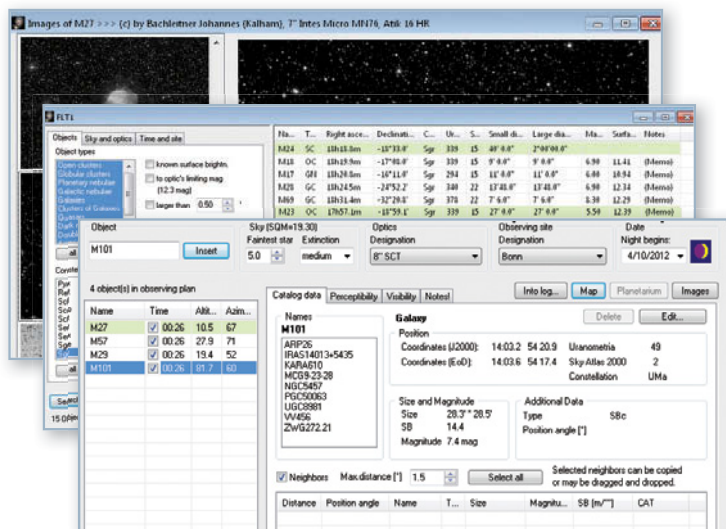 Images of M27 >>> (c) by Bachleitner Johannes (Kalham), 7" Intes Micro MN76, Atik 16 HR
FLT1
Objects Sky and optics Time and site
Object types
Open clusters
Globular clusters
Planetary nebulae
Galactic nebulae
Galaxies
Clusters of Galaxies
Quasars
known surface brightn.
to optic's limiting mag
(12.3 mag)
larger than 0.50
all
Conste
Pyx
Ret
Scl
Sco
Scl
Ser
Sex
Sge
all
Search
Na... T... Right asce... Declinati... C... Ur... S... Small di... Large dia... Ma... Surfa... Notes
M24 SC 18h18.8m -18°33.0' Sgr 339 15 40' 0.0" 2°00'00.0"
M18 OC 18h19.9m -17°08.0' Sgr 339 15 9' 0.0" 9' 0.0" 6.90 11.41 (Memo)
M17 GN 18h20.8m -16°11.0' Sgr 294 15 11' 0.0" 11' 0.0" 6.00 10.94 (Memo)
M28 GC 18h24.5m -24°52.2' Sgr 340 22 13'48.0" 13'48.0" 6.90 12.34 (Memo)
M69 GC 18h31.4m -32°20.8' Sgr 378 22 7' 6.0" 7' 6.0" 8.30 12.29 (Memo)
M23 OC 17h57.1m -18°59.1' Sgr 339 15 27' 0.0" 27' 0.0" 5.50 12.39 (Memo)
Object
M101 Insert
Sky (SQM=19.30)
Faintest star Extinction
5.0 medium
Optics
Designation
8" SCT
Observing site
Designation
Bonn
Date
Night begins:
4/10/2012
4 object(s) in observing plan
Name Time Altit... Azim...
M27 00:26 10.5 67
M57 00:26 27.9 71
M29 00:26 19.4 52
M101 00:26 81.7 60
Catalog data Perceptibility Visibility Notes!
Into log... Map Planetarium Images
Names
M101
ARP26
IRAS14013+5435
KARA610
MCG9-23-28
NGC5457
PGC50063
UGC8981
VV456
ZWG272.21
Galaxy
Delete Edit...
Position
Coordinates (J2000): 14:03.2 54 20.9 Uranometria 49
Coordinates (EoD): 14:03.6 54 17.4 Sky Atlas 2000 2
Constellation UMa
Size and Magnitude
Size 28.3'* 28.5'
SB 14.4
Magnitude 7.4 mag
Additional Data
Type SBc
Position angle [°]
Neighbors Max.distance [°] 1.5 Select all
Selected neighbors can be copied
or may be dragged and dropped.
Distance Position angle Name T... Size Magnitu... SB [m/""] CAT